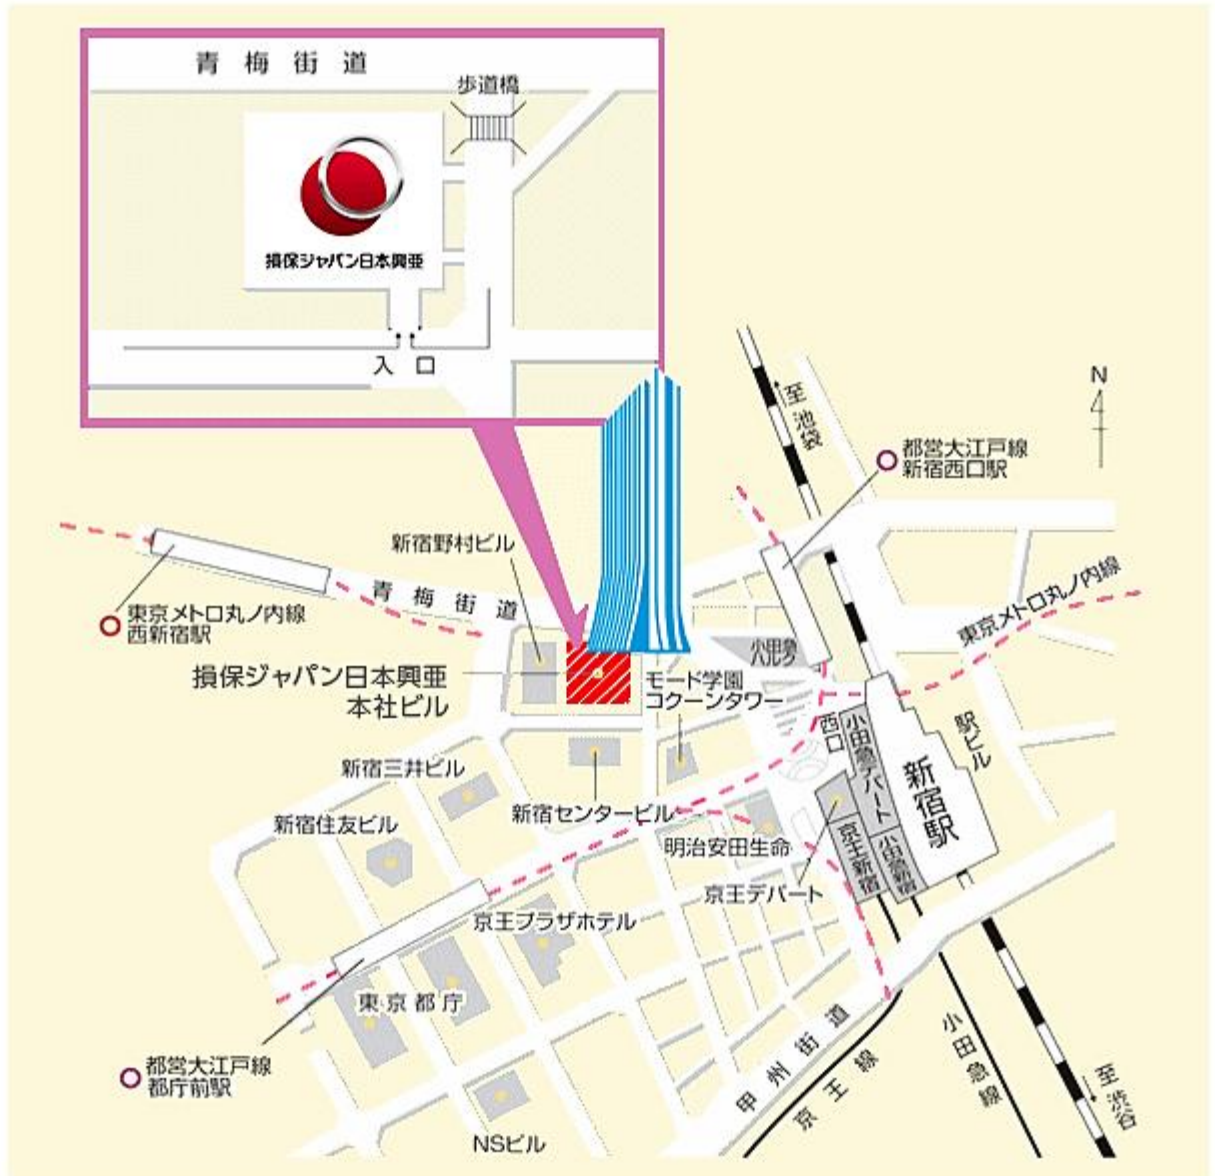 青梅街道
歩道橋
損保ジャパン日本興亜
入口
N
至池袋
都営大江戸線
新宿西口駅
新宿野村ビル
青梅街道
東京メトロ丸ノ内線
西新宿駅
東京メトロ丸ノ内線
小田急
損保ジャパン日本興亜
本社ビル
モード学園
コクーンタワー
西口
小田急デパート
駅ビル
新宿駅
新宿三井ビル
新宿センタービル
新宿住友ビル
明治安田生命
京王新宿
小田急新宿
京王デパート
京王プラザホテル
東京都庁
都営大江戸線
都庁前駅
甲州街道
京王線
小田急線
至渋谷
NSビル